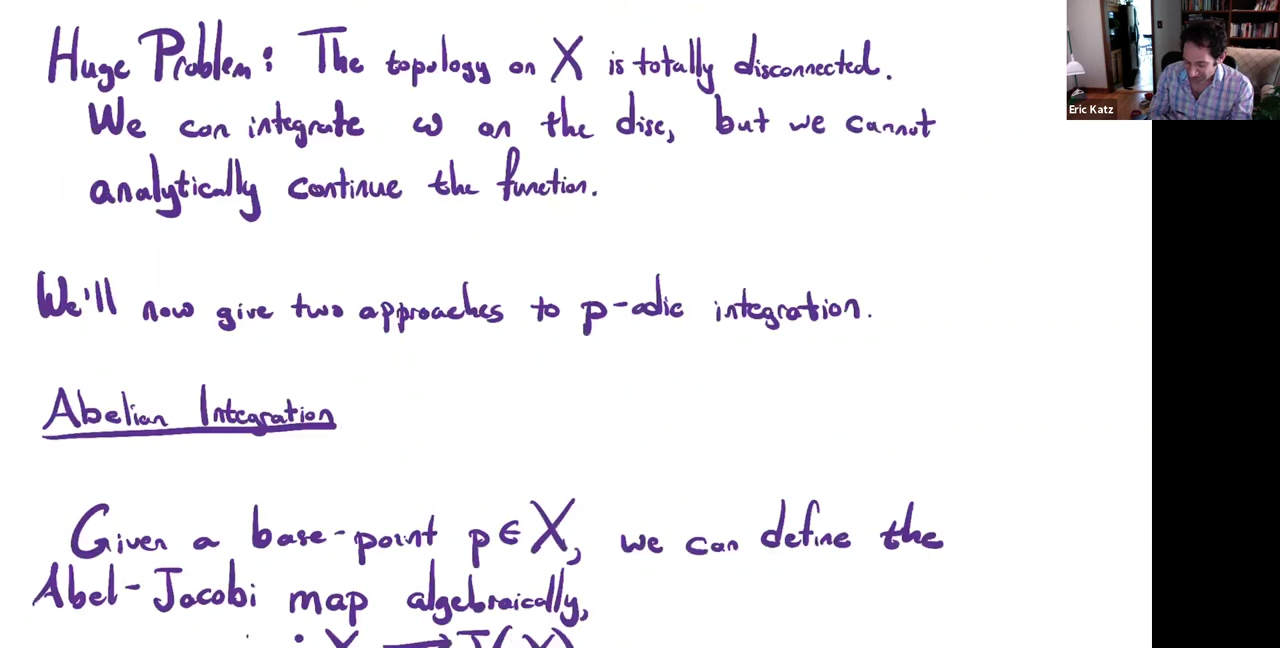 Huge Problem: The topology on X is totally disconnected.
We can integrate ω on the disc, but we cannot
analytically continue the function.
We'll now give two approaches to p-adic integration.
Abelian Integration
Given a base-point p ∈ X, we can define the
Abel-Jacobi map algebraically,
i: X → J(X)
Eric Katz